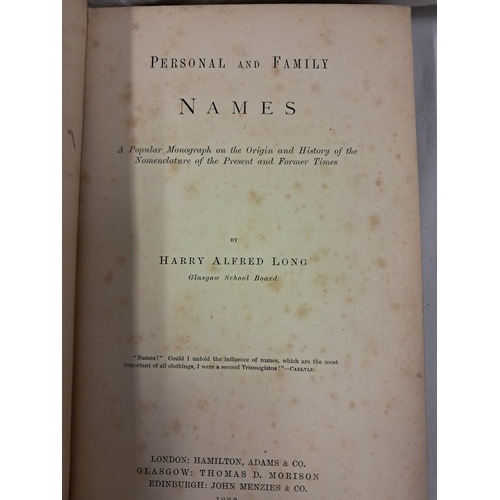 PERSONAL AND FAMILY
NAMES
A Popular Monograph on the Origin and History of the
Nomenclature of the Present and Former Times
BY
HARRY ALFRED LONG
Glasgow School Board
"Names!" Could I unfold the influence of names, which are the most
important of all clothings, I were a second Trismegistus!"—CARLYLE.
LONDON: HAMILTON, ADAMS & CO.
GLASGOW: THOMAS D. MORISON
EDINBURGH: JOHN MENZIES & CO.